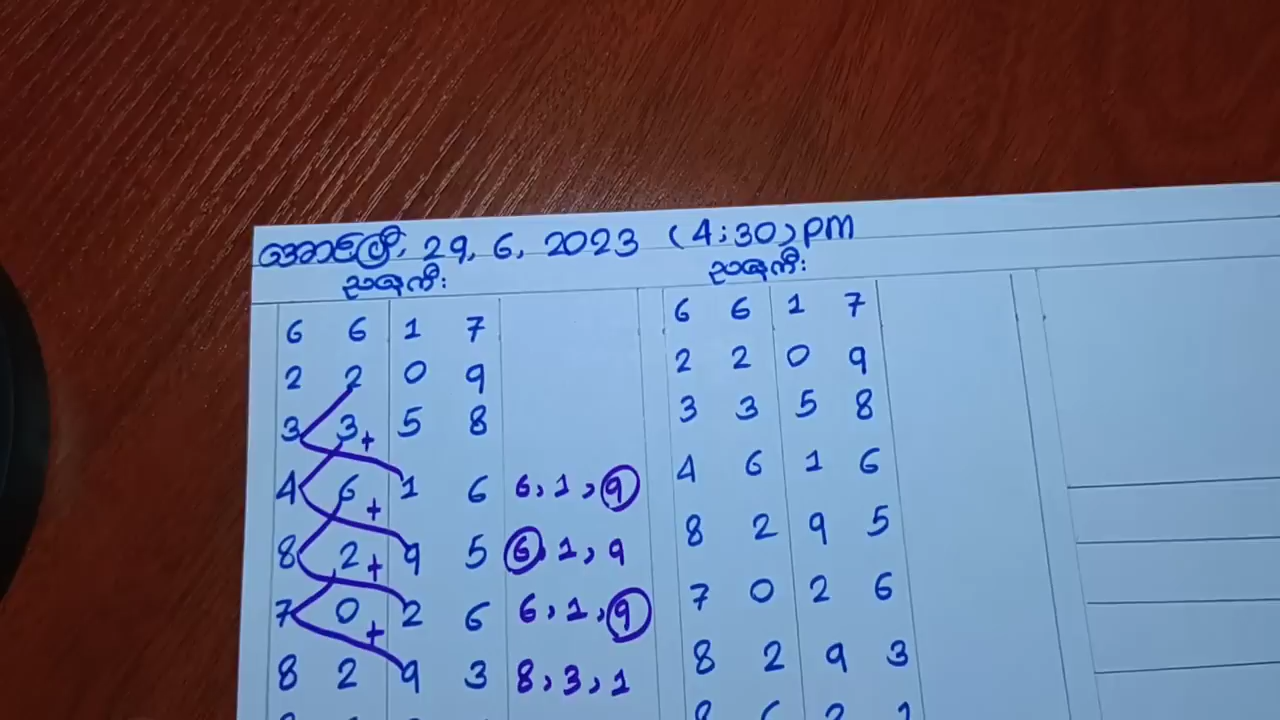 အောင်ဗြို့, 29, 6, 2023 (4:30) pm
ညနေကီး ညနေကီး
6 6 1 7 6 6 1 7
2 2 0 9 2 2 0 9
3 3 + 5 8 3 3 5 8
4 6 + 1 6 6, 1, 9 4 6 1 6
8 2 + 9 5 6, 1, 9 8 2 9 5
7 0 + 2 6 6, 1, 9 7 0 2 6
8 2 9 3 8, 3, 1 8 2 9 3